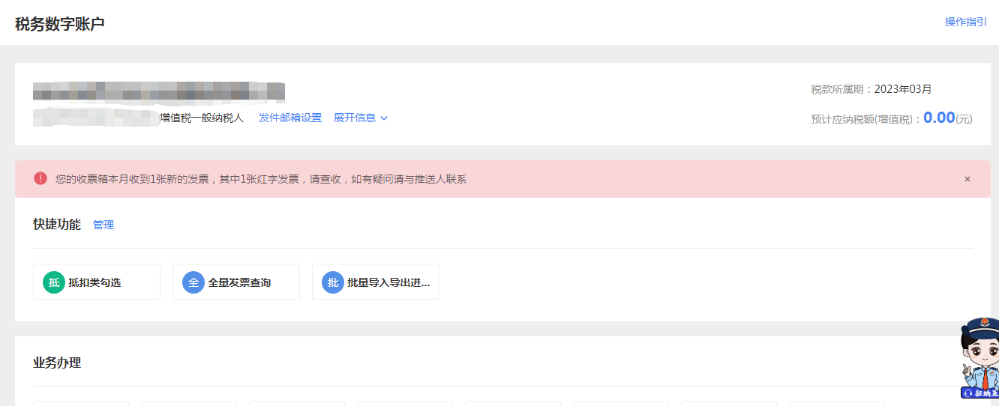 税务数字账户
操作指引
税款所属期：2023年03月
增值税一般纳税人 发件邮箱设置 展开信息
预计应纳税额(增值税)：0.00(元)
! 您的收票箱本月收到1张新的发票，其中1张红字发票，请查收，如有疑问请与推送人联系 ×
快捷功能 管理
抵 抵扣类勾选 全 全量发票查询 批 批量导入导出进...
业务办理
征纳互